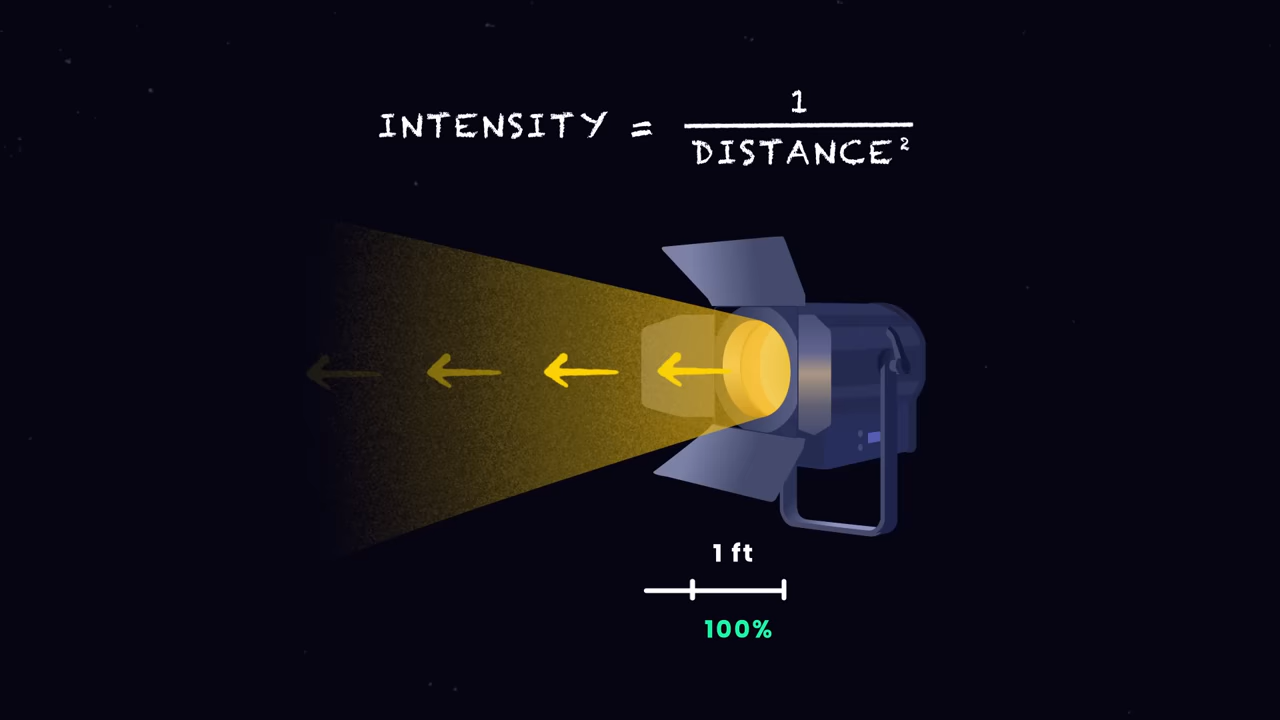 INTENSITY = 1
DISTANCE²
1 ft
100%